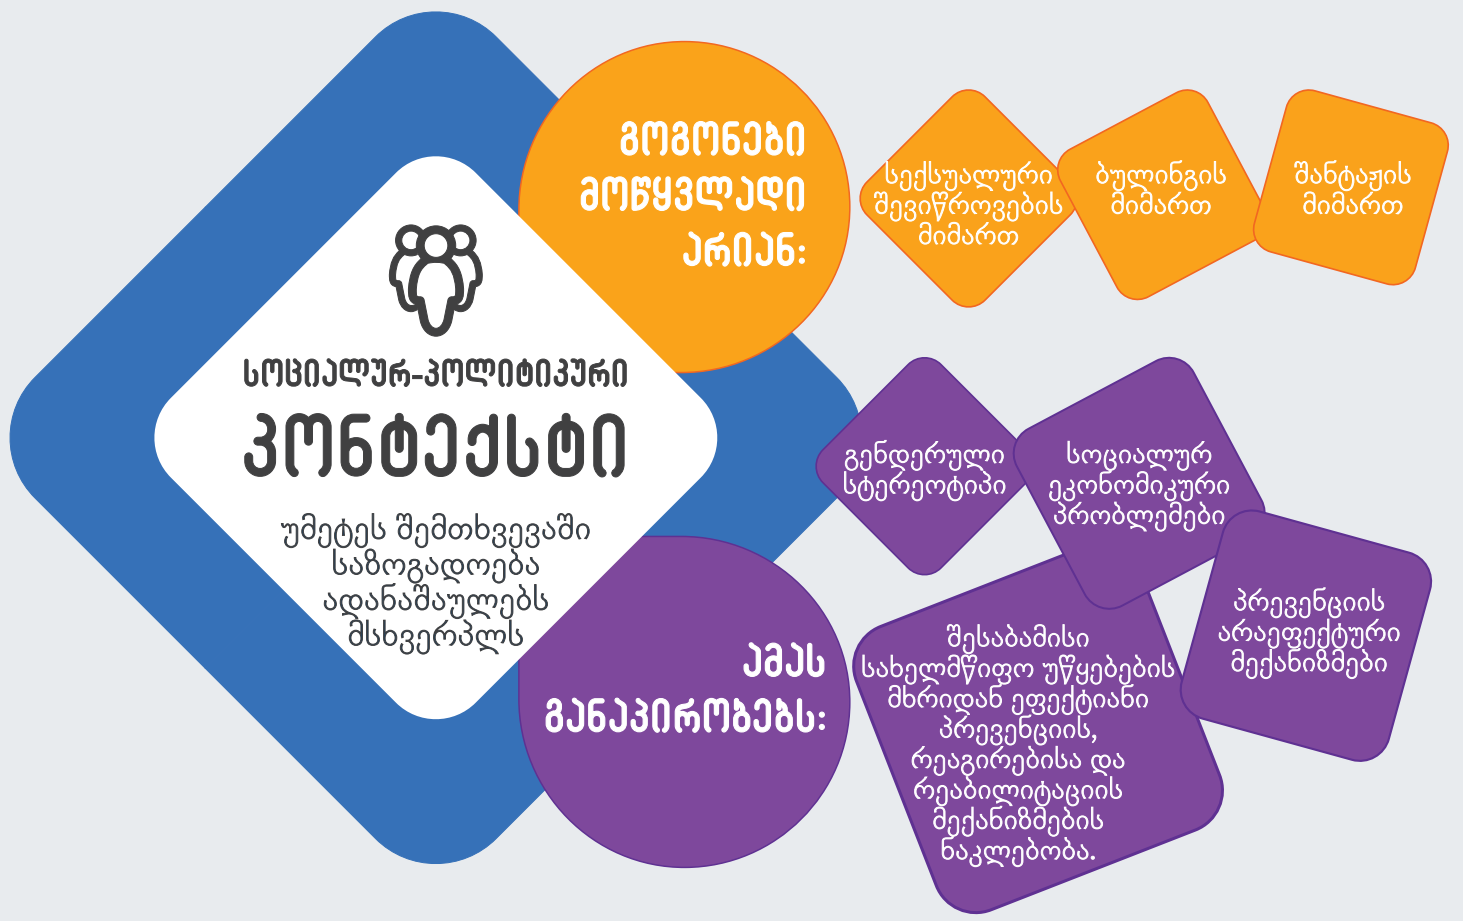 სოციალურ-პოლიტიკური
კონტექსტი
უმეტეს შემთხვევაში
საზოგადოება
ადანაშაულებს
მსხვერპლს
გოგონები
მოწყვლადი
არიან:
სექსუალური
შევიწროვების
მიმართ
ბულინგის
მიმართ
შანტაჟის
მიმართ
ამას
განაპირობებს:
გენდერული
სტერეოტიპი
სოციალურ
ეკონომიკური
პრობლემები
პრევენციის
არაეფექტური
მექანიზმები
შესაბამისი
სახელმწიფო უწყებების
მხრიდან ეფექტიანი
პრევენციის,
რეაგირებისა და
რეაბილიტაციის
მექანიზმების
ნაკლებობა.